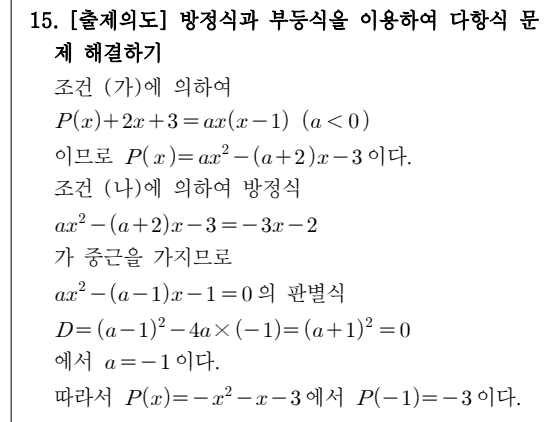 15. [출제의도] 방정식과 부등식을 이용하여 다항식 문
제 해결하기
조건 (가)에 의하여
P(x)+2x+3=ax(x-1) (a<0)
이므로 P(x)=ax²-(a+2)x-3이다.
조건 (나)에 의하여 방정식
ax²-(a+2)x-3=-3x-2
가 중근을 가지므로
ax²-(a-1)x-1=0의 판별식
D=(a-1)²-4a×(-1)=(a+1)²=0
에서 a=-1이다.
따라서 P(x)=-x²-x-3에서 P(-1)=-3이다.